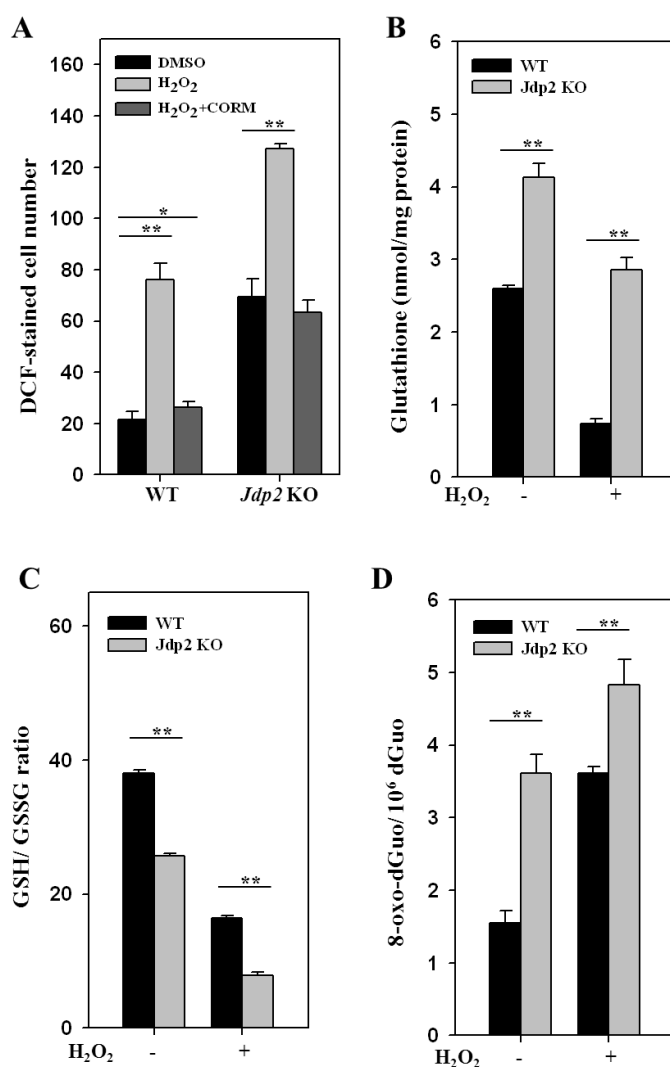 A
DMSO
H₂O₂
H₂O₂+CORM
DCF-stained cell number
160
140
120
100
80
60
40
20
0
**
*
**
WT
Jdp2 KO
B
WT
Jdp2 KO
Glutathione (nmol/mg protein)
6
5
4
3
2
1
0
**
**
H₂O₂ - +
C
WT
Jdp2 KO
GSH/ GSSG ratio
60
40
20
0
**
**
H₂O₂ - +
D
WT
Jdp2 KO
8-oxo-dGuo/ 10⁶ dGuo
6
5
4
3
2
1
0
**
**
H₂O₂ - +